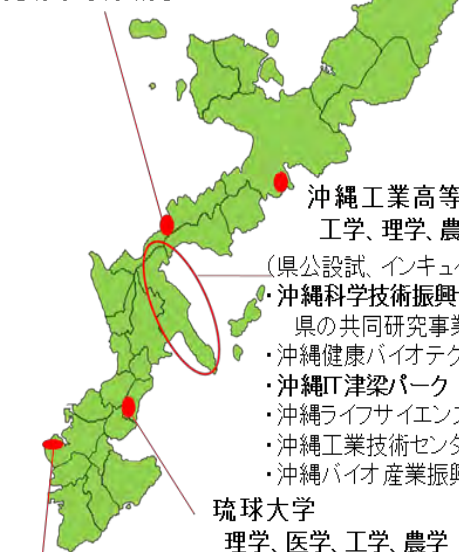 沖縄工業高等
工学、理学、農
(県公設試、インキュ
・沖縄科学技術振興
県の共同研究事業
・沖縄健康バイオテク
・沖縄IT津梁パーク
・沖縄ライフサイエン
・沖縄工業技術センタ
・沖縄バイオ産業振興
琉球大学
理学、医学、工学、農学